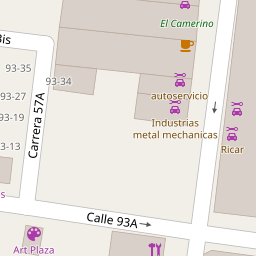 El Camerino
Bis
93-35
93-34
autoservicio
93-27
Carrera 57A
Industrias
metal mechanicas
93-19
3-13
Ricar
s
Calle 93A
Art Plaza